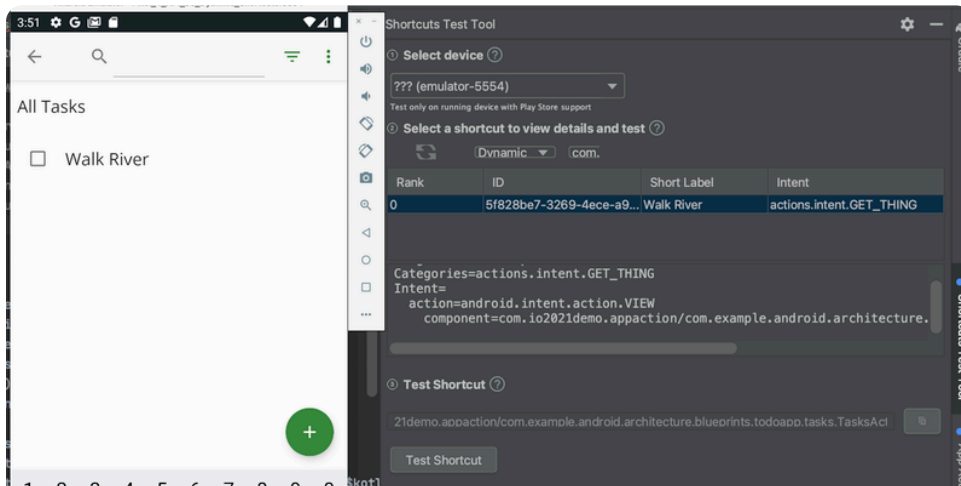 3:51
All Tasks
Walk River
+
Shortcuts Test Tool
① Select device ?
??? (emulator-5554)
Test only on running device with Play Store support
② Select a shortcut to view details and test ?
Dynamic com.
Rank ID Short Label Intent
0 5f828be7-3269-4ece-a9... Walk River actions.intent.GET_THING
Categories=actions.intent.GET_THING
Intent=
action=android.intent.action.VIEW
component=com.io2021demo.appaction/com.example.android.architecture.
③ Test Shortcut ?
21demo.appaction/com.example.android.architecture.blueprints.todoapp.tasks.TasksAct
Test Shortcut
$kotl